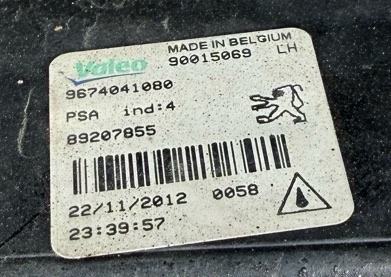 Valeo
MADE IN BELGIUM
90015069 LH
9674041080
PSA ind:4
89207855
22/11/2012 0058
23:39:57